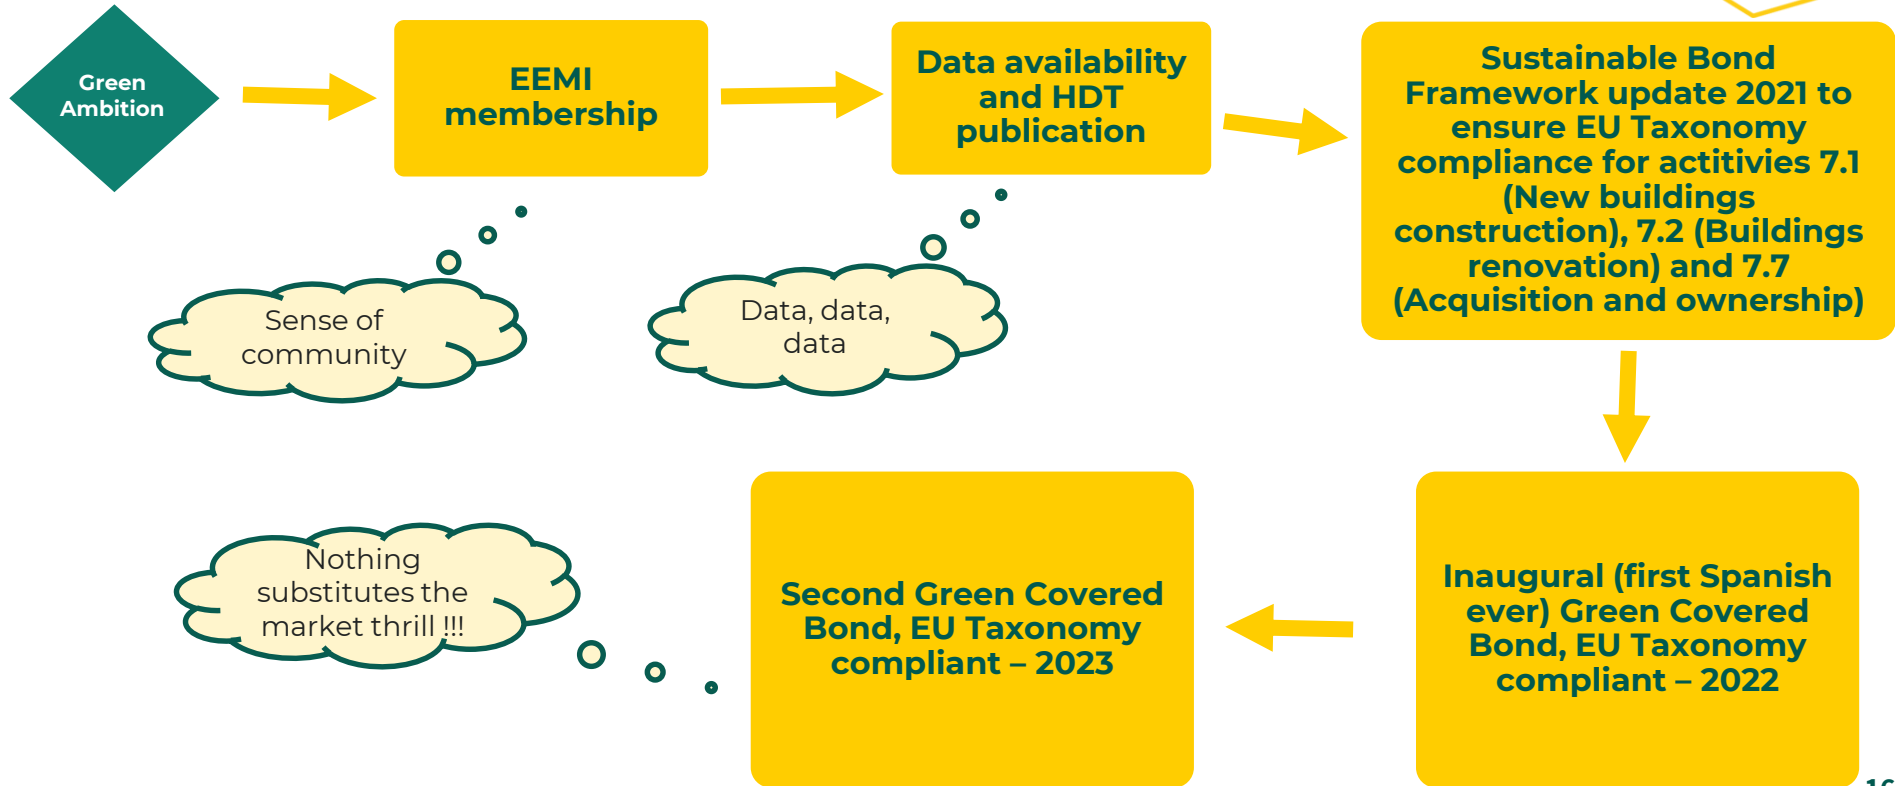 Green
Ambition
EEMI
membership
Data availability
and HDT
publication
Sustainable Bond
Framework update 2021 to
ensure EU Taxonomy
compliance for actitivies 7.1
(New buildings
construction), 7.2 (Buildings
renovation) and 7.7
(Acquisition and ownership)
Sense of
community
Data, data,
data
Nothing
substitutes the
market thrill !!!
Second Green Covered
Bond, EU Taxonomy
compliant – 2023
Inaugural (first Spanish
ever) Green Covered
Bond, EU Taxonomy
compliant – 2022